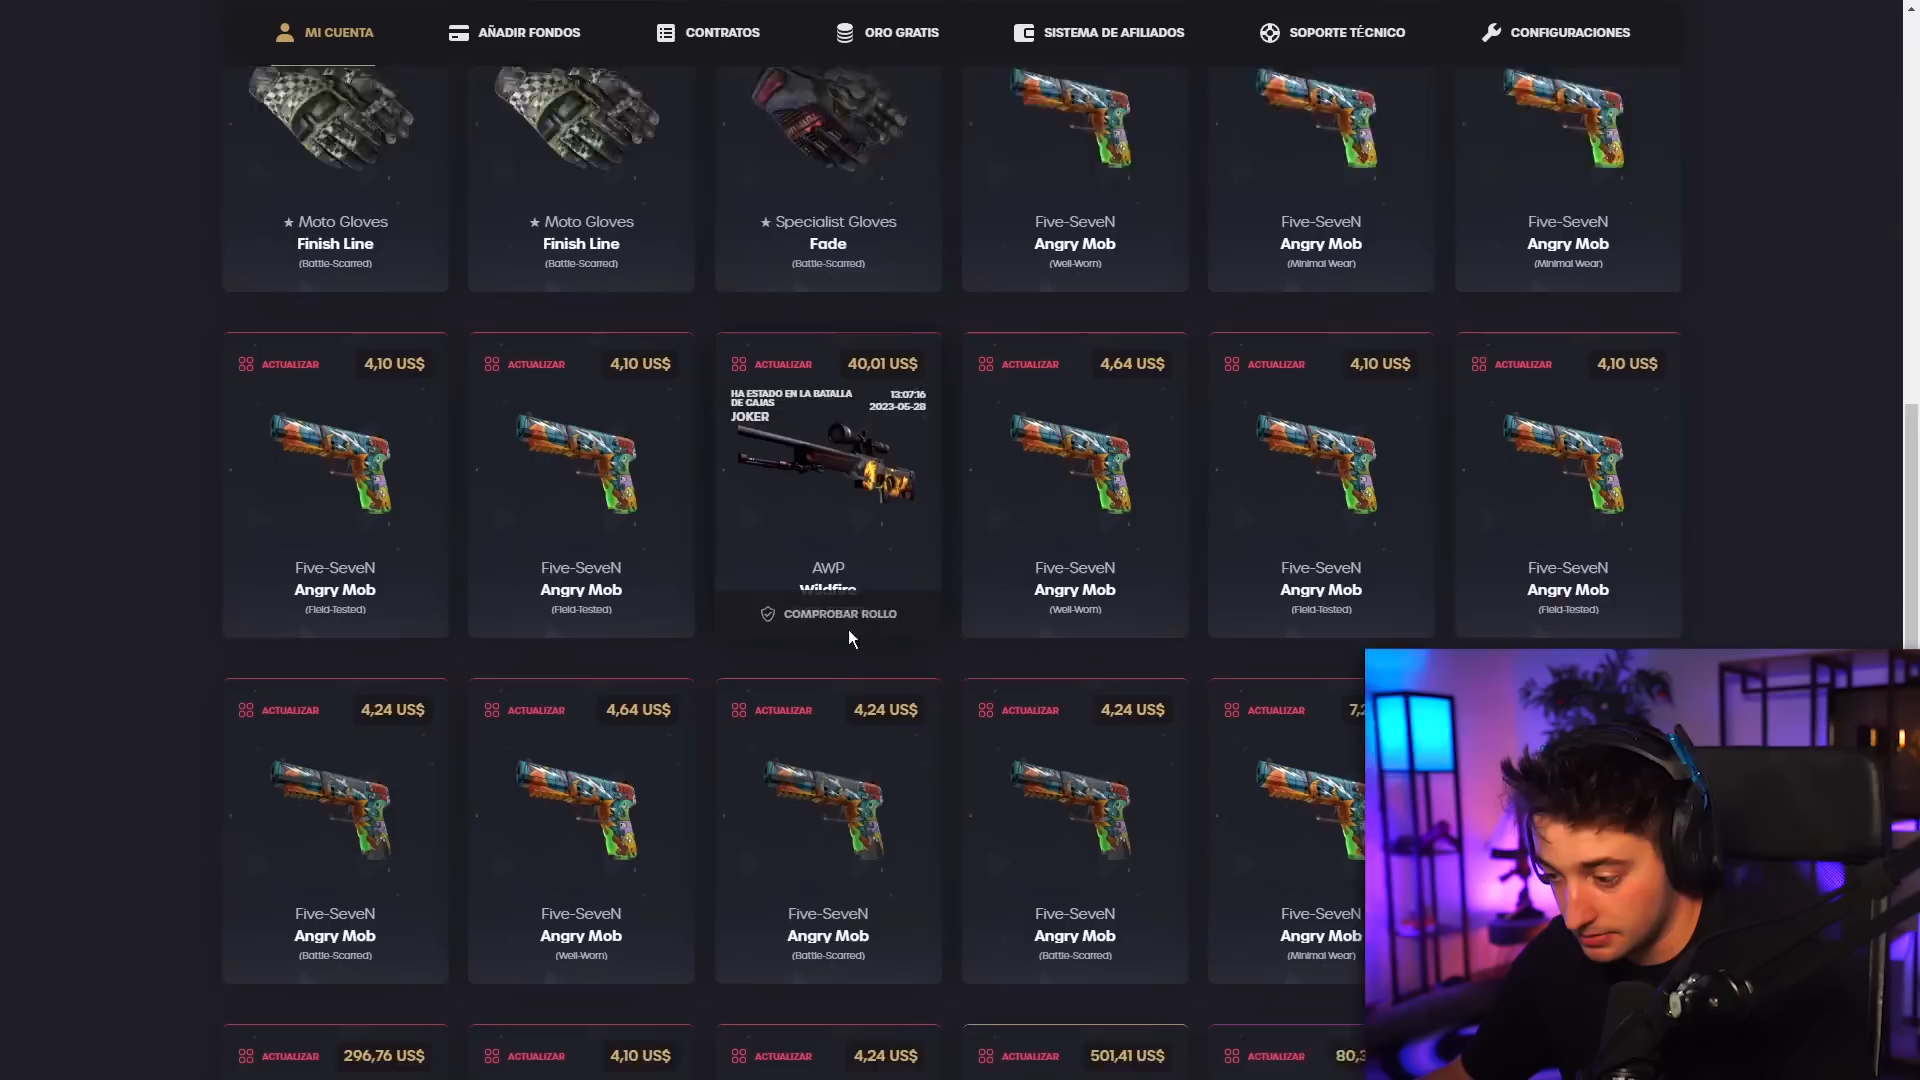 MI CUENTA
AÑADIR FONDOS
CONTRATOS
ORO GRATIS
SISTEMA DE AFILIADOS
SOPORTE TÉCNICO
CONFIGURACIONES
★ Moto Gloves
Finish Line
(Battle-Scarred)
★ Moto Gloves
Finish Line
(Battle-Scarred)
★ Specialist Gloves
Fade
(Battle-Scarred)
Five-SeveN
Angry Mob
(Well-Worn)
Five-SeveN
Angry Mob
(Minimal Wear)
Five-SeveN
Angry Mob
(Minimal Wear)
ACTUALIZAR 4,10 US$
Five-SeveN
Angry Mob
(Field-Tested)
ACTUALIZAR 4,10 US$
Five-SeveN
Angry Mob
(Field-Tested)
ACTUALIZAR 40,01 US$
HA ESTADO EN LA BATALLA
DE CAJAS
JOKER
13:07:16
2023-05-28
AWP
Wildfire
COMPROBAR ROLLO
ACTUALIZAR 4,64 US$
Five-SeveN
Angry Mob
(Well-Worn)
ACTUALIZAR 4,10 US$
Five-SeveN
Angry Mob
(Field-Tested)
ACTUALIZAR 4,10 US$
Five-SeveN
Angry Mob
(Field-Tested)
ACTUALIZAR 4,24 US$
Five-SeveN
Angry Mob
(Battle-Scarred)
ACTUALIZAR 4,64 US$
Five-SeveN
Angry Mob
(Well-Worn)
ACTUALIZAR 4,24 US$
Five-SeveN
Angry Mob
(Battle-Scarred)
ACTUALIZAR 4,24 US$
Five-SeveN
Angry Mob
(Battle-Scarred)
ACTUALIZAR
Five-SeveN
Angry Mob
(Minimal Wear)
ACTUALIZAR 296,76 US$
ACTUALIZAR 4,10 US$
ACTUALIZAR 4,24 US$
ACTUALIZAR 501,41 US$
ACTUALIZAR